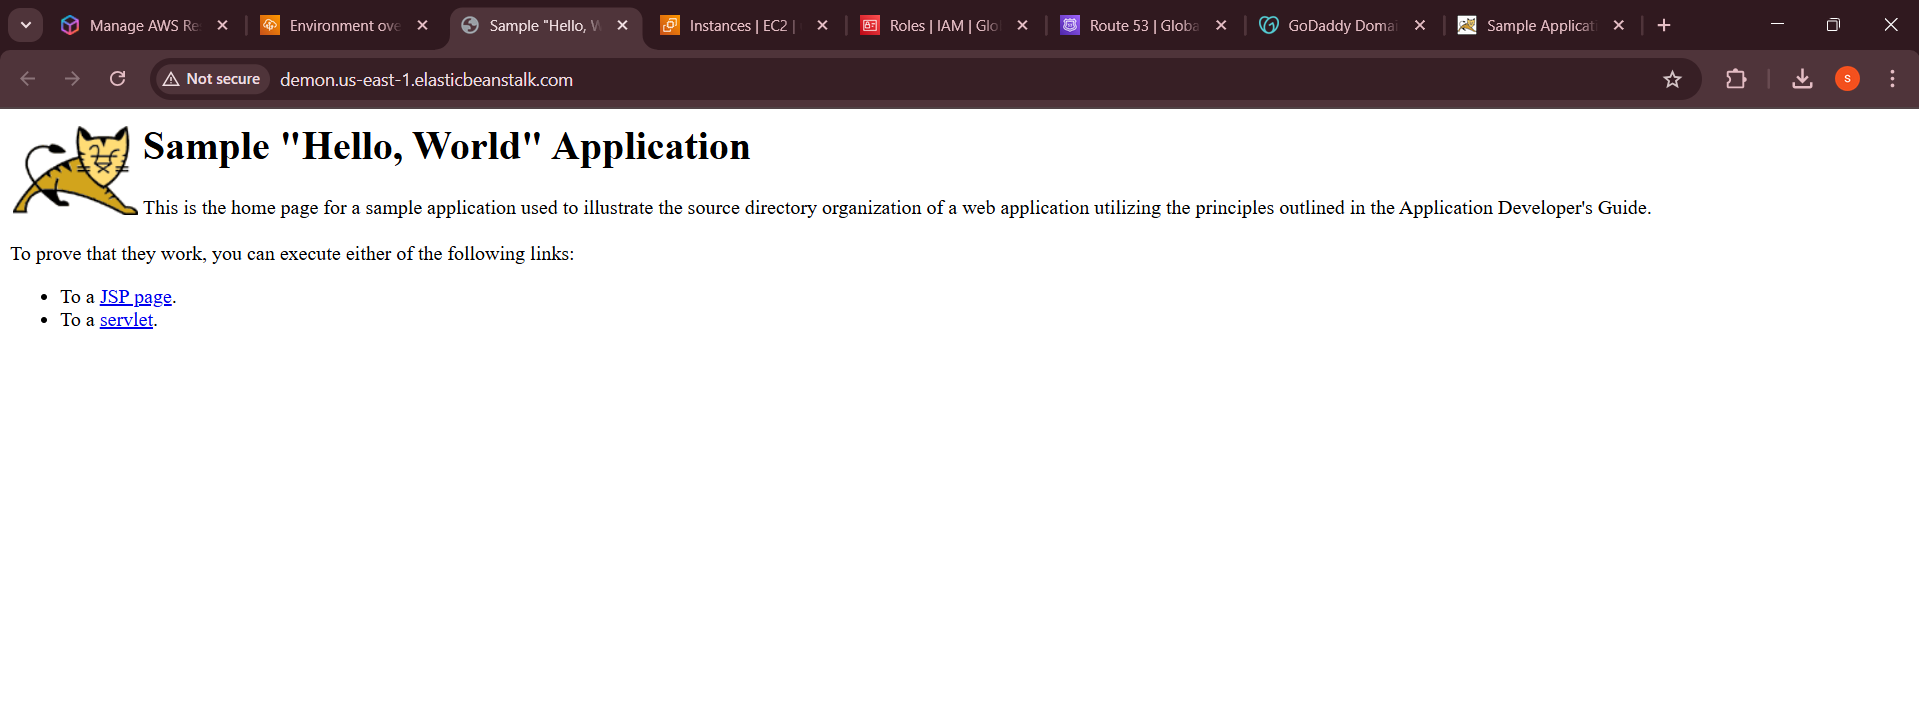 Manage AWS Re
Environment ove
Sample "Hello, W
Instances | EC2 |
Roles | IAM | Glo
Route 53 | Globa
GoDaddy Domai
Sample Applicat
Not secure
demon.us-east-1.elasticbeanstalk.com
S
Sample "Hello, World" Application
This is the home page for a sample application used to illustrate the source directory organization of a web application utilizing the principles outlined in the Application Developer's Guide.
To prove that they work, you can execute either of the following links:
• To a JSP page.
• To a servlet.